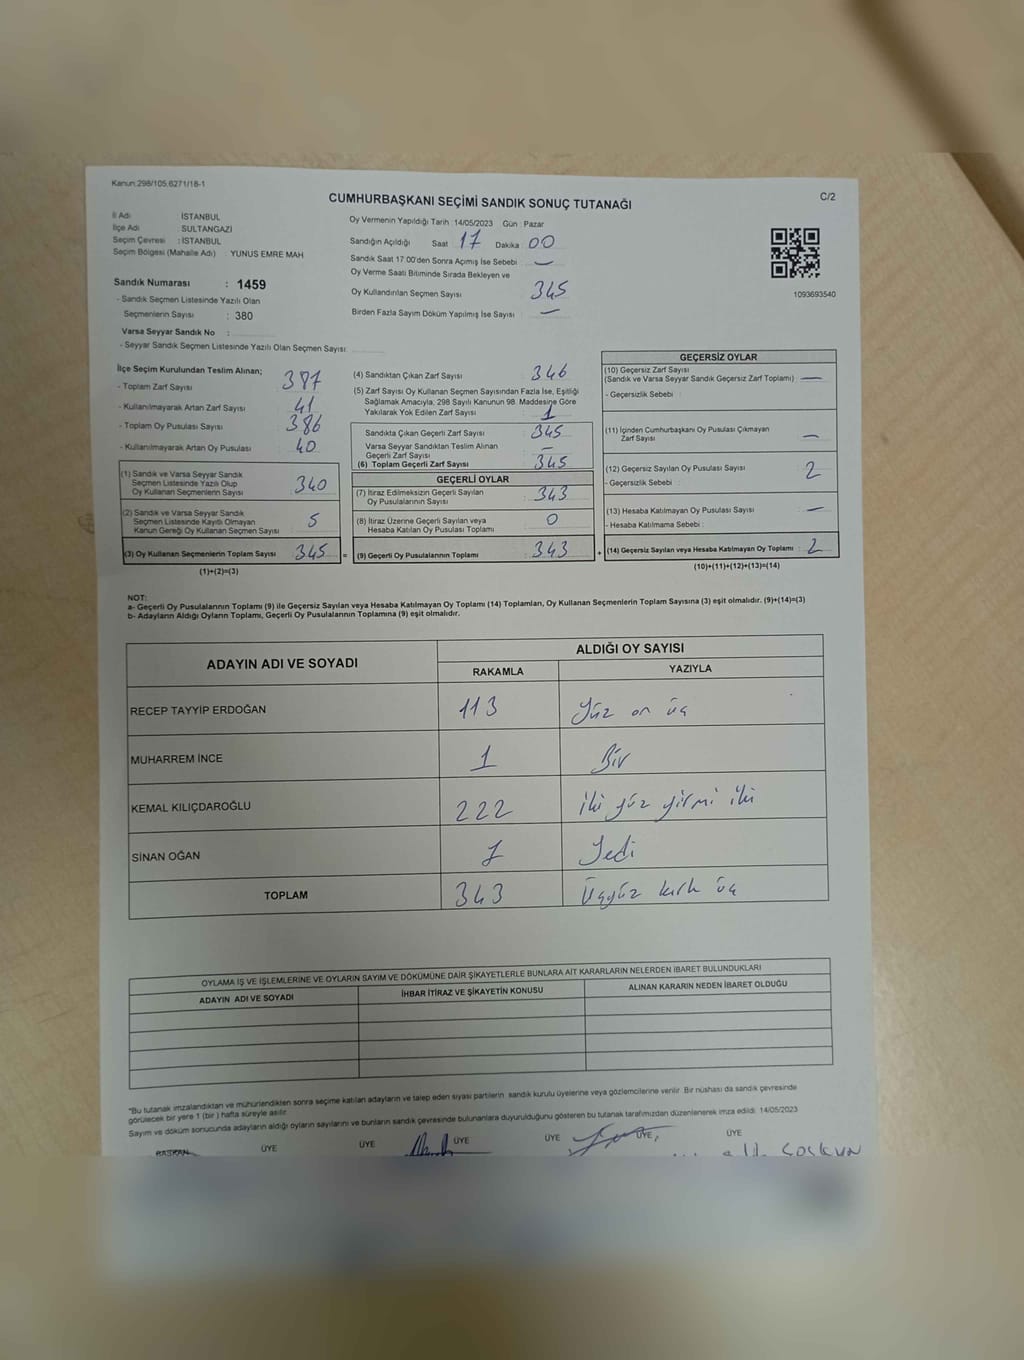 Kanun:298/105.6271/18-1
CUMHURBAŞKANI SEÇİMİ SANDIK SONUÇ TUTANAĞI
C/2
İl Adı İSTANBUL
İlçe Adı SULTANGAZİ
Seçim Çevresi : İSTANBUL
Seçim Bölgesi (Mahalle Adı) : YUNUS EMRE MAH
Sandık Numarası : 1459
- Sandık Seçmen Listesinde Yazılı Olan
Seçmenlerin Sayısı : 380
Varsa Seyyar Sandık No :
- Seyyar Sandık Seçmen Listesinde Yazılı Olan Seçmen Sayısı:
Oy Vermenin Yapıldığı Tarih : 14/05/2023 Gün : Pazar
Sandığın Açıldığı Saat 17 Dakika 00
Sandık Saat 17.00'den Sonra Açımış İse Sebebi : —
Oy Verme Saati Bitiminde Sırada Bekleyen ve
Oy Kullandırılan Seçmen Sayısı 345
Birden Fazla Sayım Döküm Yapılmış İse Sayısı : —
1093693540
İlçe Seçim Kurulundan Teslim Alınan;
- Toplam Zarf Sayısı 387
- Kullanılmayarak Artan Zarf Sayısı 41
- Toplam Oy Pusulası Sayısı 386
- Kullanılmayarak Artan Oy Pusulası : 40
(1) Sandık ve Varsa Seyyar Sandık
Seçmen Listesinde Yazılı Olup
Oy Kullanan Seçmenlerin Sayısı 340
(2) Sandık ve Varsa Seyyar Sandık
Seçmen Listesinde Kayıtlı Olmayan
Kanun Gereği Oy Kullanan Seçmen Sayısı 5
(3) Oy Kullanan Seçmenlerin Toplam Sayısı 345 =
(1)+(2)=(3)
(4) Sandıktan Çıkan Zarf Sayısı 346
(5) Zarf Sayısı Oy Kullanan Seçmen Sayısından Fazla İse, Eşitliği
Sağlamak Amacıyla, 298 Sayılı Kanunun 98. Maddesine Göre
Yakılarak Yok Edilen Zarf Sayısı : 1
Sandıkta Çıkan Geçerli Zarf Sayısı : 345
Varsa Seyyar Sandıktan Teslim Alınan
Geçerli Zarf Sayısı : —
(6) Toplam Geçerli Zarf Sayısı : 345
GEÇERLİ OYLAR
(7) İtiraz Edilmeksizin Geçerli Sayılan
Oy Pusulalarının Sayısı : 343
(8) İtiraz Üzerine Geçerli Sayılan veya
Hesaba Katılan Oy Pusulası Toplamı : 0
(9) Geçerli Oy Pusulalarının Toplamı : 343 +
GEÇERSİZ OYLAR
(10) Geçersiz Zarf Sayısı
(Sandık ve Varsa Seyyar Sandık Geçersiz Zarf Toplamı) : —
- Geçersizlik Sebebi :
(11) İçinden Cumhurbaşkanı Oy Pusulası Çıkmayan
Zarf Sayısı : —
(12) Geçersiz Sayılan Oy Pusulası Sayısı : 2
- Geçersizlik Sebebi :
(13) Hesaba Katılmayan Oy Pusulası Sayısı : —
- Hesaba Katılmama Sebebi :
(14) Geçersiz Sayılan veya Hesaba Katılmayan Oy Toplamı : 2
(10)+(11)+(12)+(13)=(14)
NOT:
a- Geçerli Oy Pusulalarının Toplamı (9) ile Geçersiz Sayılan veya Hesaba Katılmayan Oy Toplamı (14) Toplamları, Oy Kullanan Seçmenlerin Toplam Sayısına (3) eşit olmalıdır. (9)+(14)=(3)
b- Adayların Aldığı Oyların Toplamı, Geçerli Oy Pusulalarının Toplamına (9) eşit olmalıdır.
ADAYIN ADI VE SOYADI
ALDIĞI OY SAYISI
RAKAMLA YAZIYLA
RECEP TAYYİP ERDOĞAN 113 Yüz on üç
MUHARREM İNCE 1 Bir
KEMAL KILIÇDAROĞLU 222 iki yüz yirmi iki
SİNAN OĞAN 7 Yedi
TOPLAM 343 Üçyüz kırk üç
OYLAMA İŞ VE İŞLEMLERİNE VE OYLARIN SAYIM VE DÖKÜMÜNE DAİR ŞİKAYETLERLE BUNLARA AİT KARARLARIN NELERDEN İBARET BULUNDUKLARI
ADAYIN ADI VE SOYADI İHBAR İTİRAZ VE ŞİKAYETİN KONUSU ALINAN KARARIN NEDEN İBARET OLDUĞU
"Bu tutanak imzalandıktan ve mühürlendikten sonra seçime katılan adayların ve talep eden siyasi partilerin sandık kurulu üyelerine veya gözlemcilerine verilir. Bir nüshası da sandık çevresinde
görülecek bir yere 1 (bir ) hafta süreyle asılır.
Sayım ve döküm sonucunda adayların aldığı oyların sayılarını ve bunların sandık çevresinde bulunanlara duyurulduğunu gösteren bu tutanak tarafımızdan düzenlenerek imza edildi. 14/05/2023
BAŞKAN ÜYE ÜYE ÜYE ÜYE ÜYE ÜYE
COŞKUN